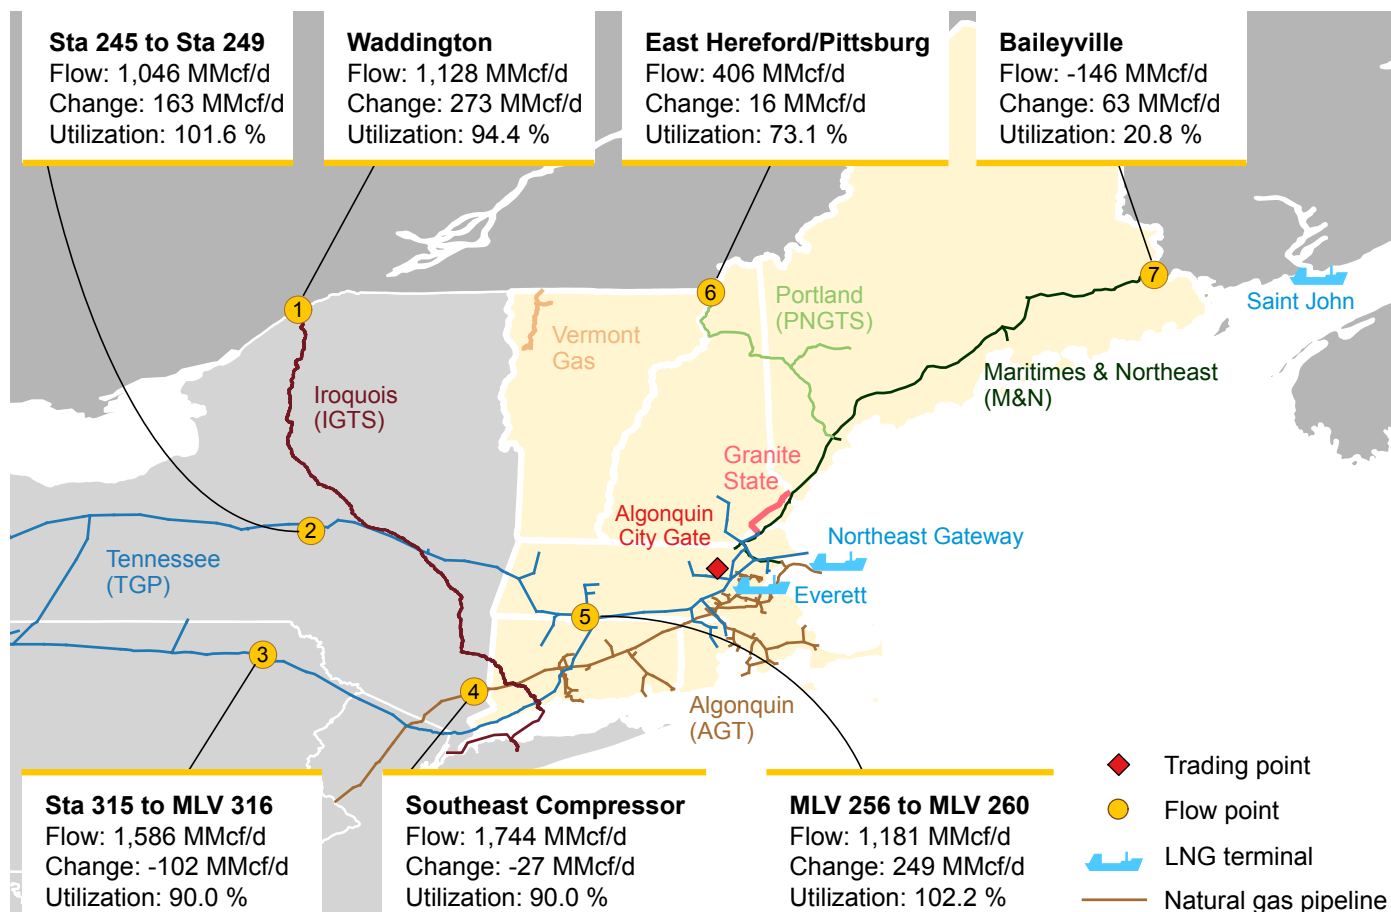 Sta 245 to Sta 249
Flow: 1,046 MMcf/d
Change: 163 MMcf/d
Utilization: 101.6 %
Waddington
Flow: 1,128 MMcf/d
Change: 273 MMcf/d
Utilization: 94.4 %
East Hereford/Pittsburg
Flow: 406 MMcf/d
Change: 16 MMcf/d
Utilization: 73.1 %
Baileyville
Flow: -146 MMcf/d
Change: 63 MMcf/d
Utilization: 20.8 %
1
6
7
Portland
(PNGTS)
Saint John
Vermont
Gas
Iroquois
(IGTS)
Maritimes & Northeast
(M&N)
Granite
State
Algonquin
City Gate
2
Northeast Gateway
Tennessee
(TGP)
Everett
5
3
4
Algonquin
(AGT)
Sta 315 to MLV 316
Flow: 1,586 MMcf/d
Change: -102 MMcf/d
Utilization: 90.0 %
Southeast Compressor
Flow: 1,744 MMcf/d
Change: -27 MMcf/d
Utilization: 90.0 %
MLV 256 to MLV 260
Flow: 1,181 MMcf/d
Change: 249 MMcf/d
Utilization: 102.2 %
Trading point
Flow point
LNG terminal
Natural gas pipeline